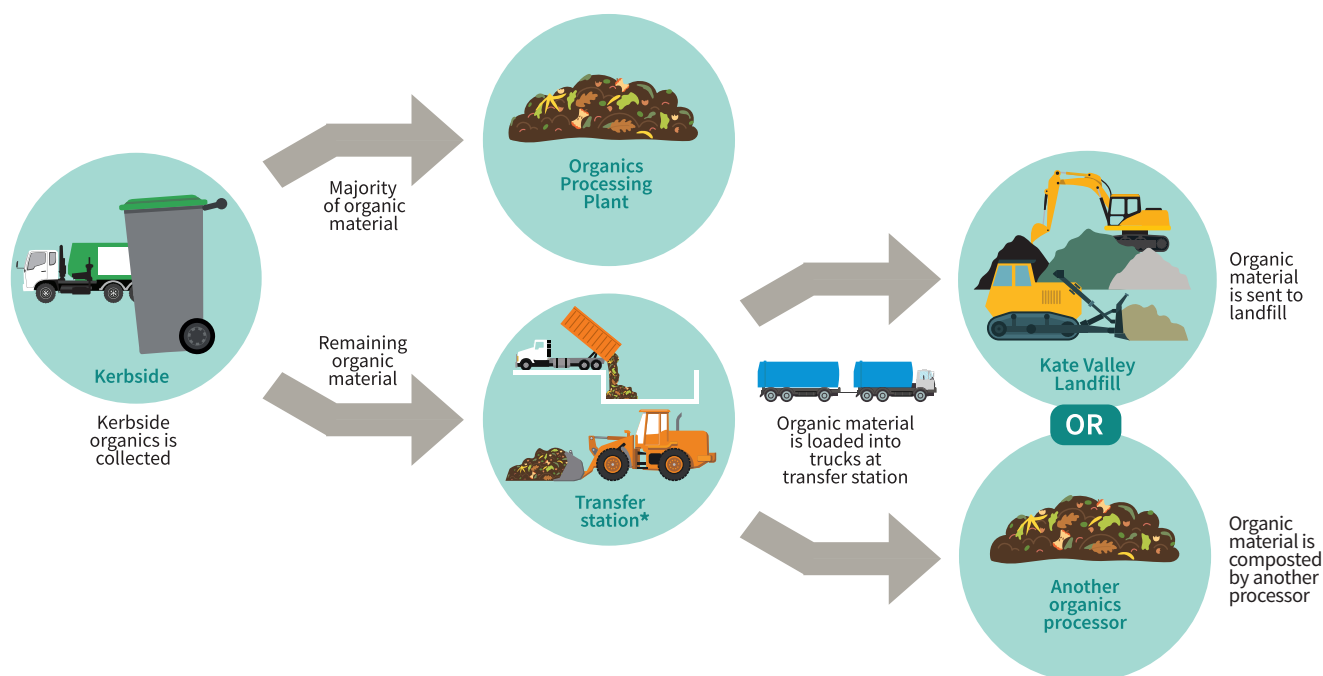 Kerbside
Kerbside
organics is
collected
Majority
of organic
material
Remaining
organic
material
Organics
Processing
Plant
Transfer
station*
Organic material
is loaded into
trucks at
transfer station
Kate Valley
Landfill
Organic
material
is sent to
landfill
OR
Another
organics
processor
Organic
material is
composted
by another
processor